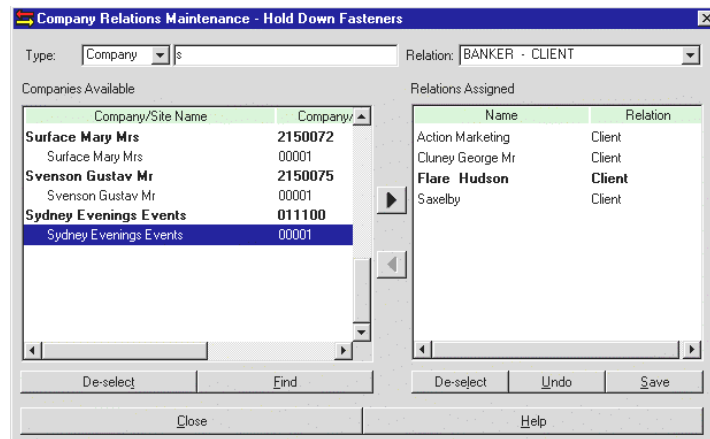 Company Relations Maintenance - Hold Down Fasteners
Type: Company s Relation: BANKER - CLIENT
Companies Available Relations Assigned
Company/Site Name Company/ Name Relation
Surface Mary Mrs 2150072 Action Marketing Client
Surface Mary Mrs 00001 Cluney George Mr Client
Svenson Gustav Mr 2150075 Flare Hudson Client
Svenson Gustav Mr 00001 Saxelby Client
Sydney Evenings Events 011100
Sydney Evenings Events 00001
De-select Find De-select Undo Save
Close Help